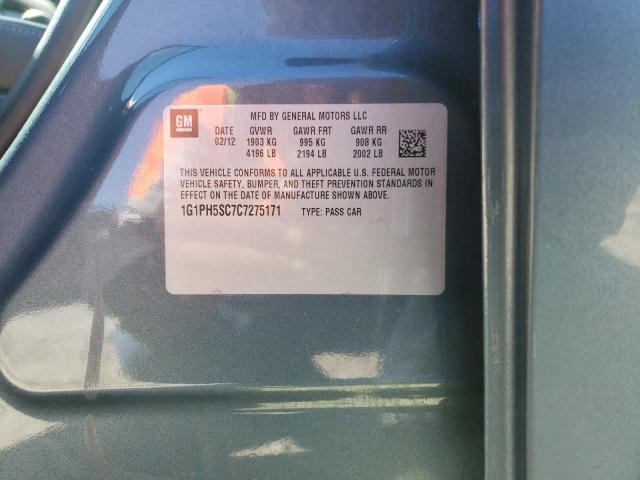 GM
MFD BY GENERAL MOTORS LLC
DATE GVWR GAWR FRT GAWR RR
02/12 1903 KG 995 KG 908 KG
4196 LB 2194 LB 2002 LB
THIS VEHICLE CONFORMS TO ALL APPLICABLE U.S. FEDERAL MOTOR
VEHICLE SAFETY, BUMPER, AND THEFT PREVENTION STANDARDS IN
EFFECT ON THE DATE OF MANUFACTURE SHOWN ABOVE.
1G1PH5SC7C7275171 TYPE: PASS CAR